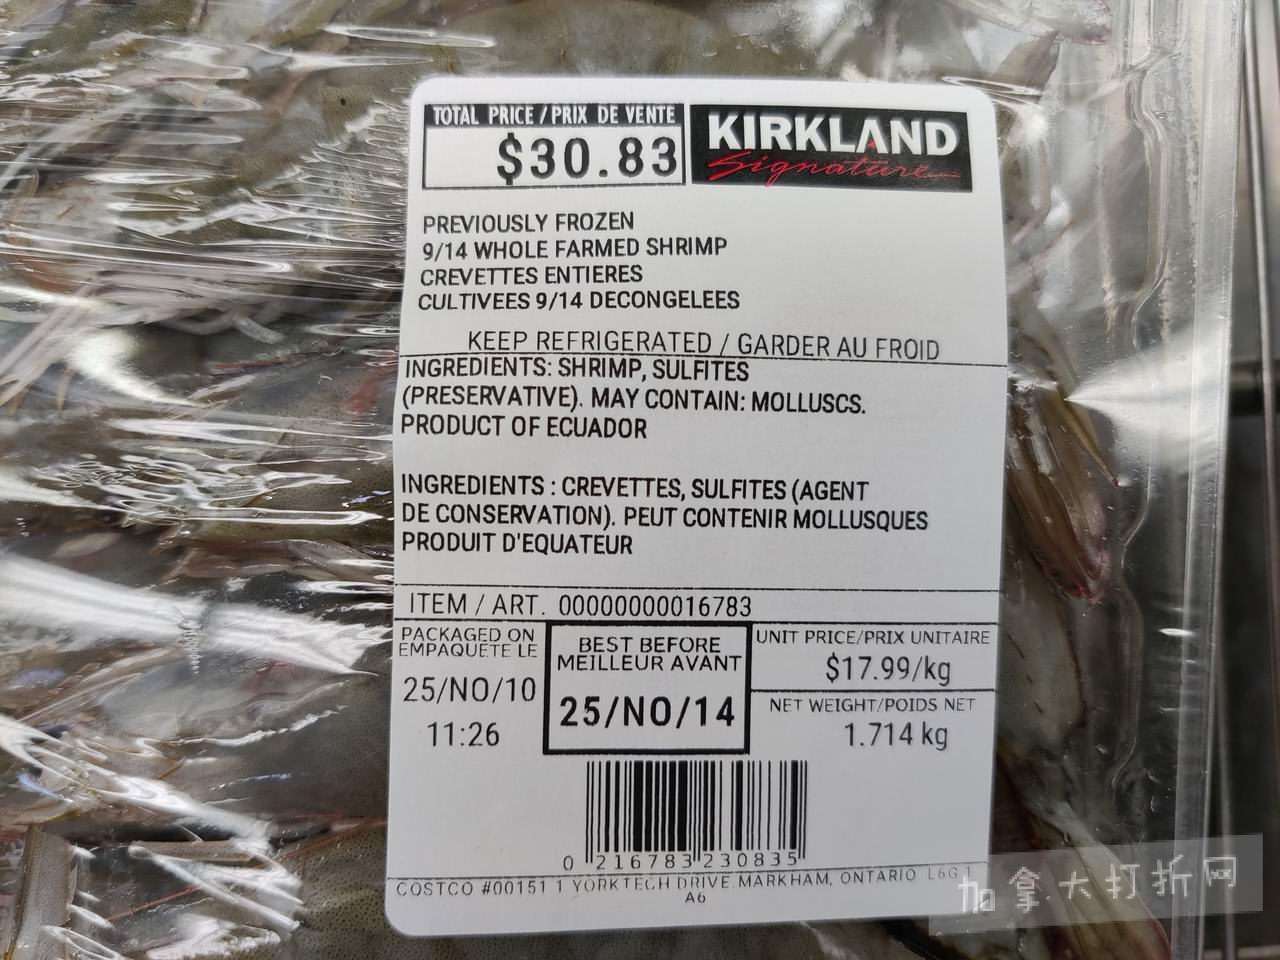 TOTAL PRICE / PRIX DE VENTE
$30.83
KIRKLAND
Signature
PREVIOUSLY FROZEN
9/14 WHOLE FARMED SHRIMP
CREVETTES ENTIERES
CULTIVEES 9/14 DECONGELEES
KEEP REFRIGERATED / GARDER AU FROID
INGREDIENTS: SHRIMP, SULFITES
(PRESERVATIVE). MAY CONTAIN: MOLLUSCS.
PRODUCT OF ECUADOR
INGREDIENTS : CREVETTES, SULFITES (AGENT
DE CONSERVATION). PEUT CONTENIR MOLLUSQUES
PRODUIT D'EQUATEUR
ITEM / ART. 00000000016783
PACKAGED ON
EMPAQUETE LE
25/NO/10
11:26
BEST BEFORE
MEILLEUR AVANT
25/NO/14
UNIT PRICE/PRIX UNITAIRE
$17.99/kg
NET WEIGHT/POIDS NET
1.714 kg
0 216783 230835
COSTCO #00151 1 YORKTECH DRIVE MARKHAM, ONTARIO L6G
A6
加拿大打折网